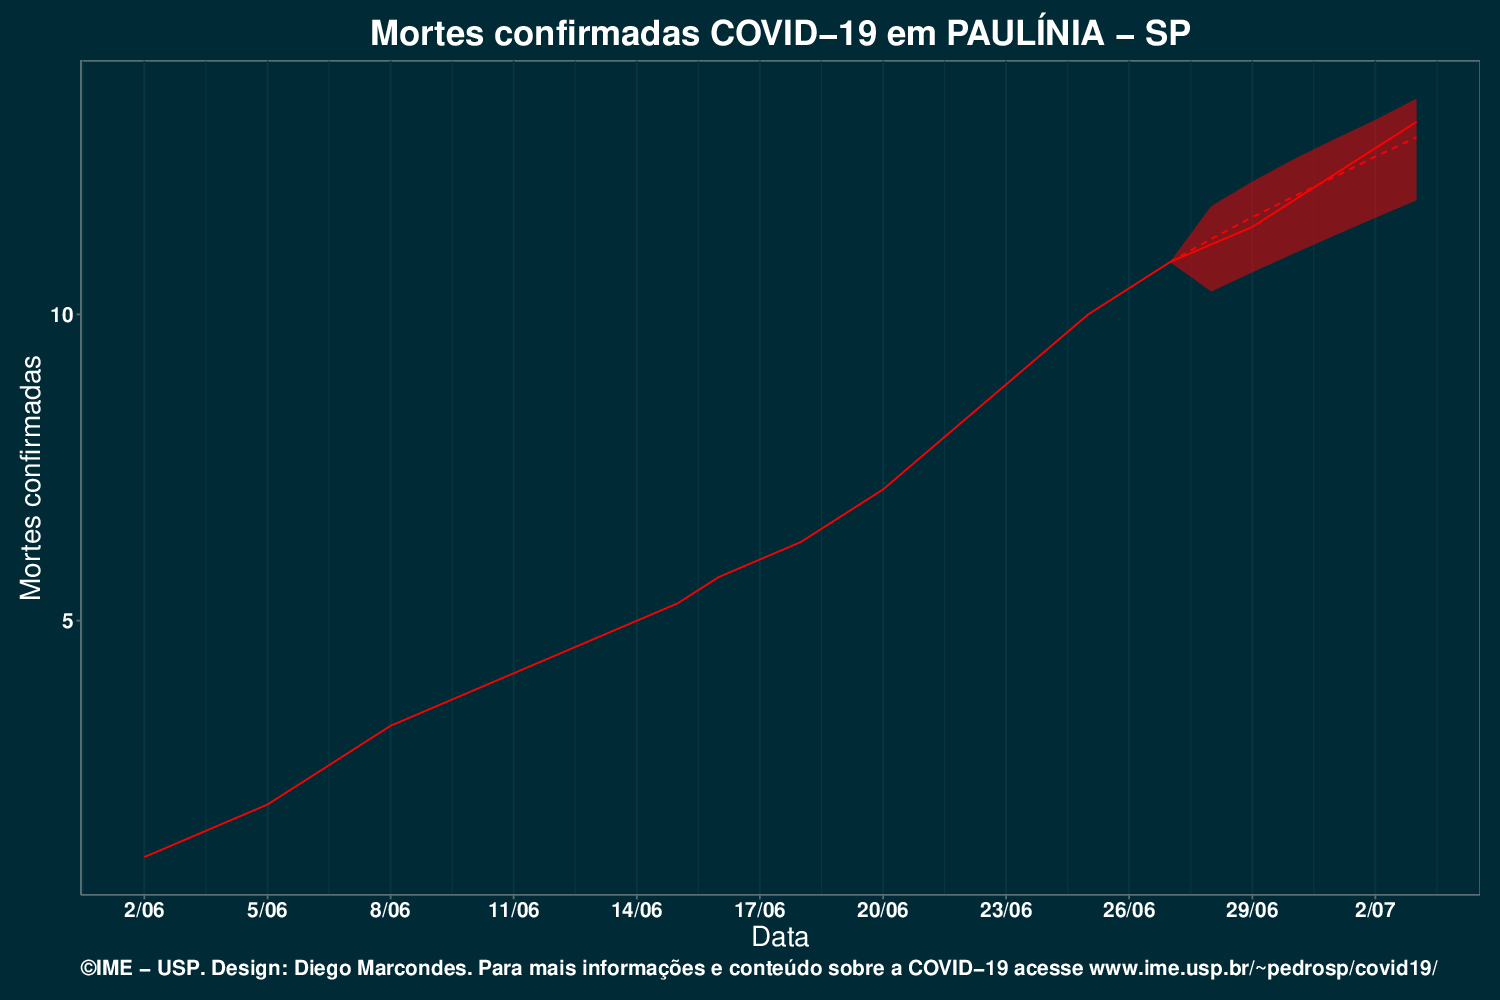 Mortes confirmadas COVID−19 em PAULÍNIA − SP
Mortes confirmadas
10
5
2/06 5/06 8/06 11/06 14/06 17/06 20/06 23/06 26/06 29/06 2/07
Data
©IME − USP. Design: Diego Marcondes. Para mais informações e conteúdo sobre a COVID−19 acesse www.ime.usp.br/~pedrosp/covid19/